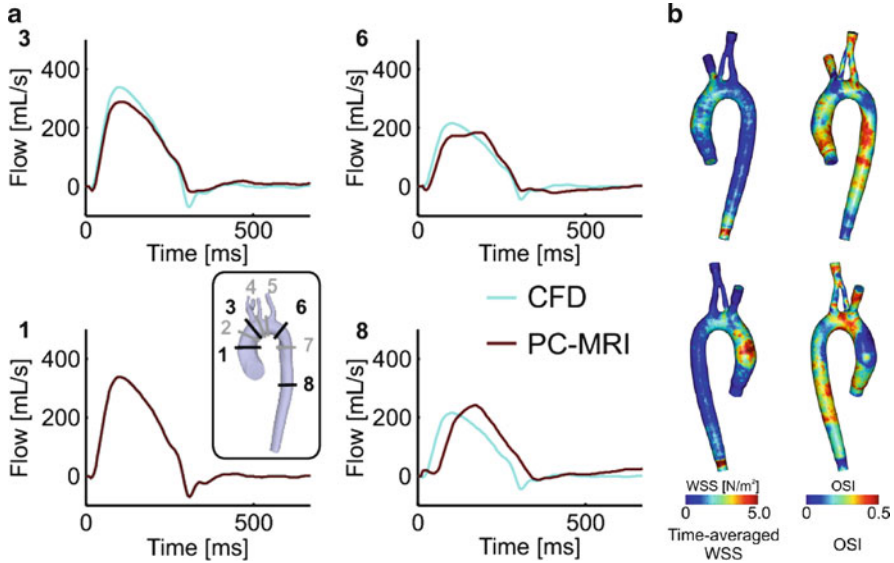 a
3
400
200
0
Flow [mL/s]
0
500
Time [ms]
6
400
200
0
Flow [mL/s]
0
500
Time [ms]
1
400
200
0
Flow [mL/s]
0
500
Time [ms]
4 5
3 6
2
7
1
8
CFD
PC-MRI
8
400
200
0
Flow [mL/s]
0
500
Time [ms]
b
WSS [N/m²]
0 5.0
Time-averaged
WSS
OSI
0 0.5
OSI